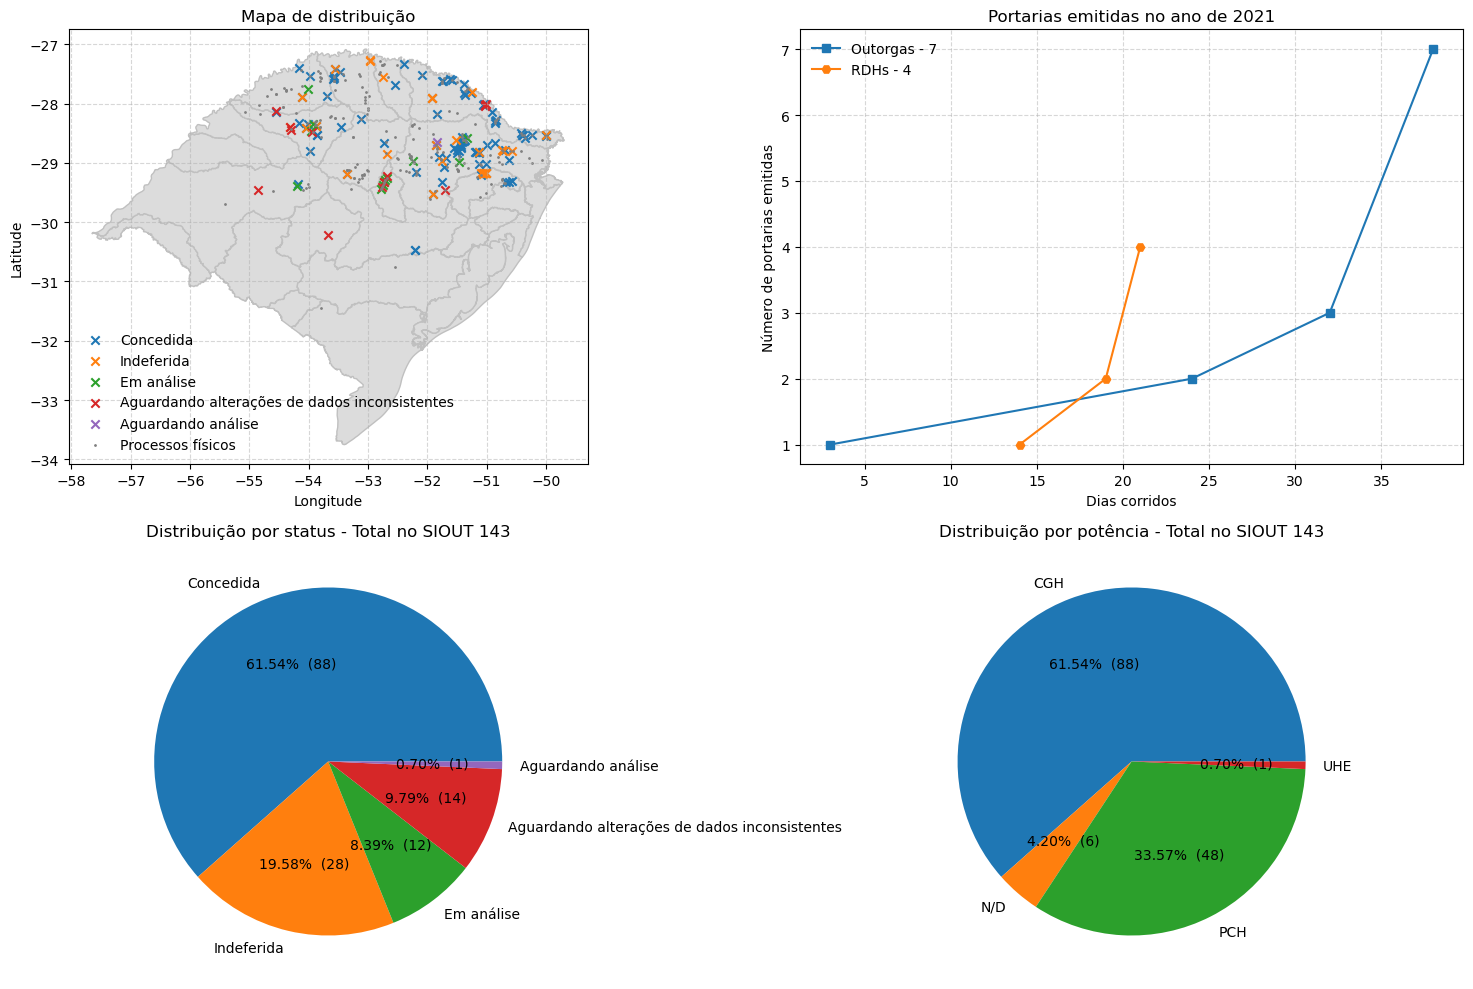 Mapa de distribuição
−27
−28
−29
−30
−31
−32
−33
−34
Latitude
Concedida
Indeferida
Em análise
Aguardando alterações de dados inconsistentes
Aguardando análise
Processos físicos
−58 −57 −56 −55 −54 −53 −52 −51 −50
Longitude
Portarias emitidas no ano de 2021
Outorgas - 7
RDHs - 4
7
6
5
4
3
2
1
Número de portarias emitidas
5 10 15 20 25 30 35
Dias corridos
Distribuição por status - Total no SIOUT 143
Concedida
61.54% (88)
0.70% (1)
Aguardando análise
9.79% (14)
Aguardando alterações de dados inconsistentes
8.39% (12)
19.58% (28)
Em análise
Indeferida
Distribuição por potência - Total no SIOUT 143
CGH
61.54% (88)
0.70% (1)
UHE
4.20% (6)
33.57% (48)
N/D
PCH